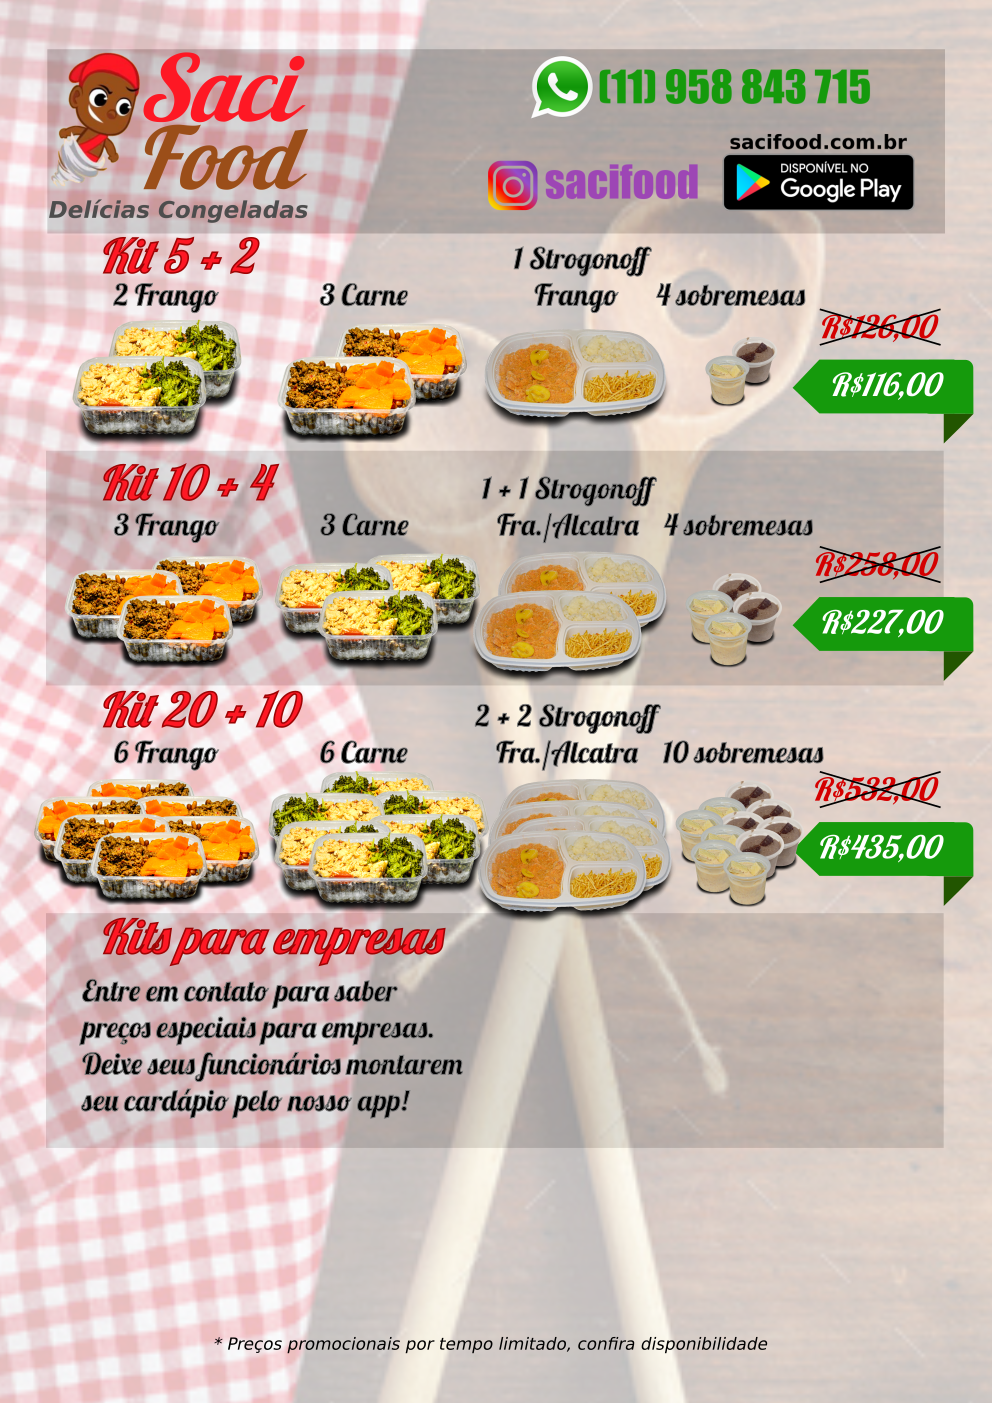 Saci
Food
Delícias Congeladas
(11) 958 843 715
sacifood.com.br
sacifood
DISPONÍVEL NO
Google Play
Kit 5 + 2
2 Frango
3 Carne
1 Strogonoff
Frango
4 sobremesas
R$126,00
R$116,00
Kit 10 + 4
3 Frango
3 Carne
1 + 1 Strogonoff
Fra./Alcatra
4 sobremesas
R$258,00
R$227,00
Kit 20 + 10
6 Frango
6 Carne
2 + 2 Strogonoff
Fra./Alcatra
10 sobremesas
R$532,00
R$435,00
Kits para empresas
Entre em contato para saber
preços especiais para empresas.
Deixe seus funcionários montarem
seu cardápio pelo nosso app!
* Preços promocionais por tempo limitado, confira disponibilidade